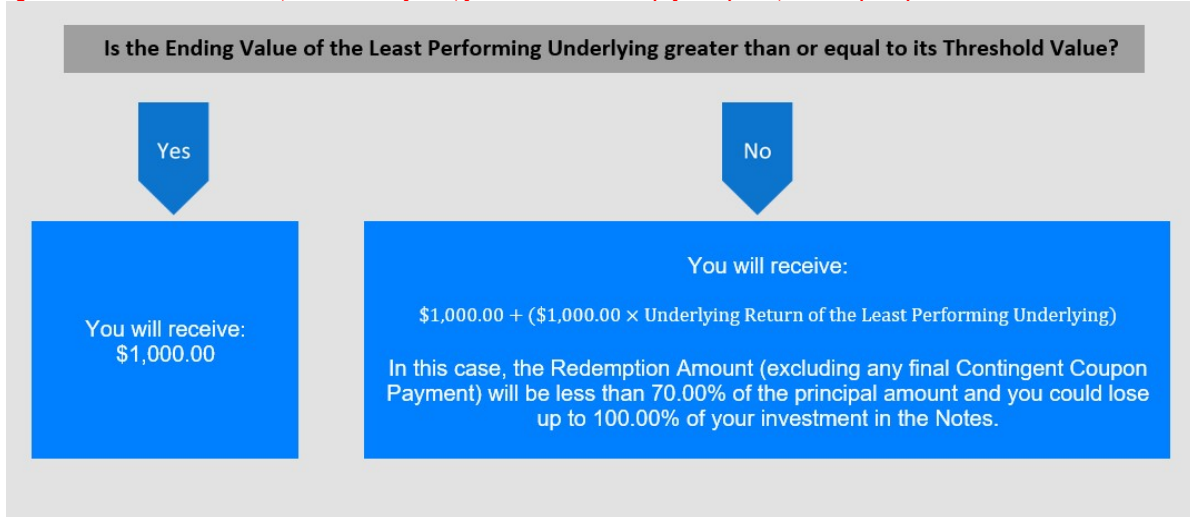 Is the Ending Value of the Least Performing Underlying greater than or equal to its Threshold Value?
Yes
No
You will receive:
$1,000.00
You will receive:
$1,000.00 + ($1,000.00 × Underlying Return of the Least Performing Underlying)
In this case, the Redemption Amount (excluding any final Contingent Coupon
Payment) will be less than 70.00% of the principal amount and you could lose
up to 100.00% of your investment in the Notes.